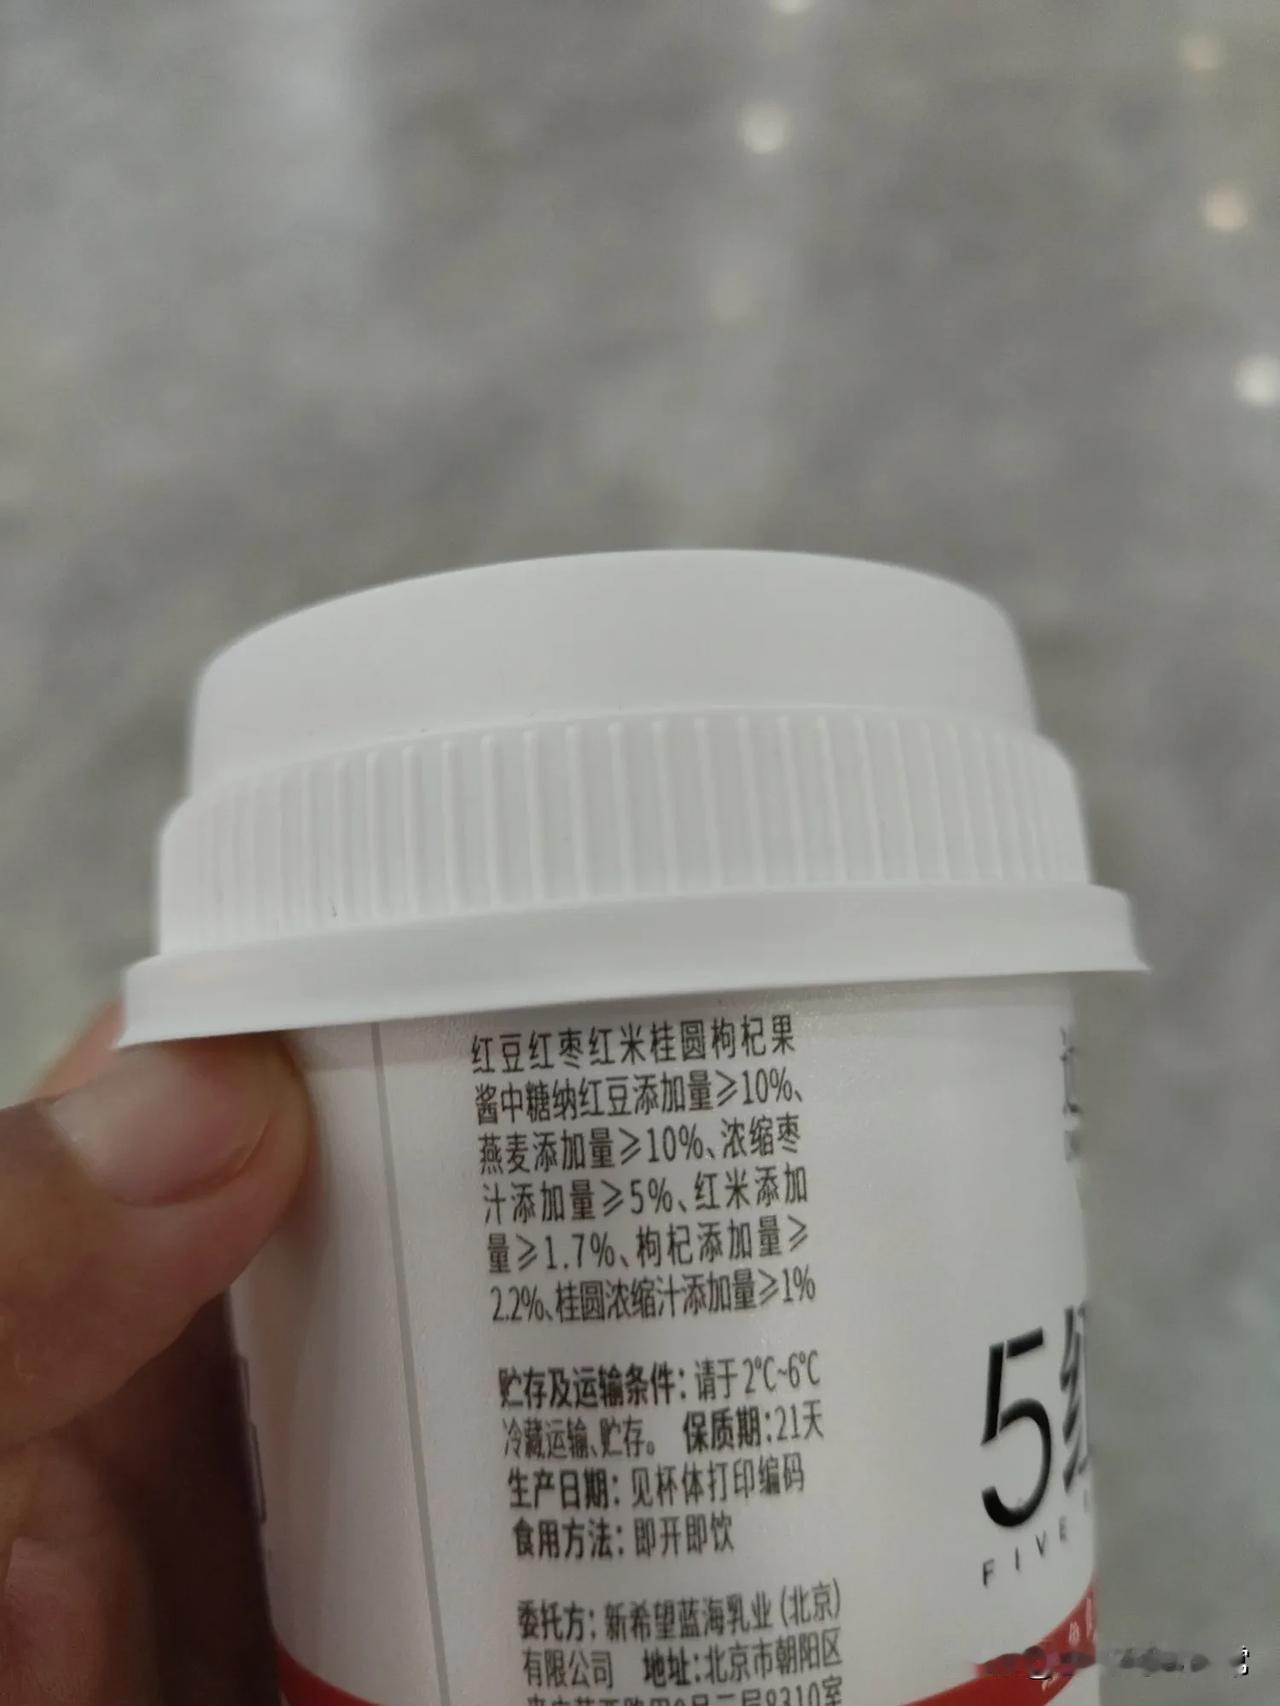 红豆红枣红米桂圆枸杞果
酱中糖纳红豆添加量≥10%、
燕麦添加量≥10%、浓缩枣
汁添加量≥5%、红米添加
量≥1.7%、枸杞添加量≥
2.2%、桂圆浓缩汁添加量≥1%
贮存及运输条件：请于2℃~6℃
冷藏运输、贮存。 保质期：21天
生产日期：见杯体打印编码
食用方法：即开即饮
委托方：新希望蓝海乳业（北京）
有限公司 地址：北京市朝阳区
8310室
5红
FIVE